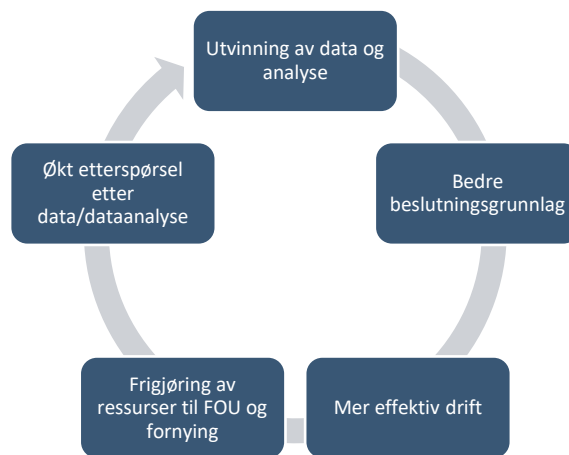 Utvinning av data og
analyse
Bedre
beslutningsgrunnlag
Mer effektiv drift
Frigjøring av
ressurser til FOU og
fornying
Økt etterspørsel
etter
data/dataanalyse